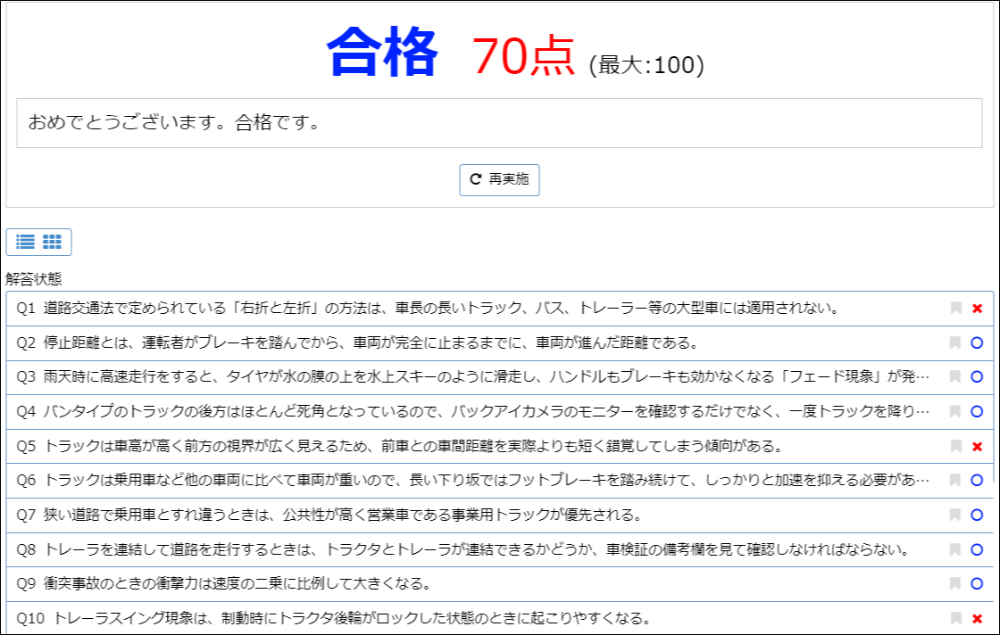 合格 70点 (最大:100)
おめでとうございます。合格です。
再実施
解答状態
Q1 道路交通法で定められている「右折と左折」の方法は、車長の長いトラック、バス、トレーラー等の大型車には適用されない。
Q2 停止距離とは、運転者がブレーキを踏んでから、車両が完全に止まるまでに、車両が進んだ距離である。
Q3 雨天時に高速走行をすると、タイヤが水の膜の上を水上スキーのように滑走し、ハンドルもブレーキも効かなくなる「フェード現象」が発…
Q4 バンタイプのトラックの後方はほとんど死角となっているので、バックアイカメラのモニターを確認するだけでなく、一度トラックを降り…
Q5 トラックは車高が高く前方の視界が広く見えるため、前車との車間距離を実際よりも短く錯覚してしまう傾向がある。
Q6 トラックは乗用車など他の車両に比べて車両が重いので、長い下り坂ではフットブレーキを踏み続けて、しっかりと加速を抑える必要があ…
Q7 狭い道路で乗用車とすれ違うときは、公共性が高く営業車である事業用トラックが優先される。
Q8 トレーラを連結して道路を走行するときは、トラクタとトレーラが連結できるかどうか、車検証の備考欄を見て確認しなければならない。
Q9 衝突事故のときの衝撃力は速度の二乗に比例して大きくなる。
Q10 トレーラスイング現象は、制動時にトラクタ後輪がロックした状態のときに起こりやすくなる。